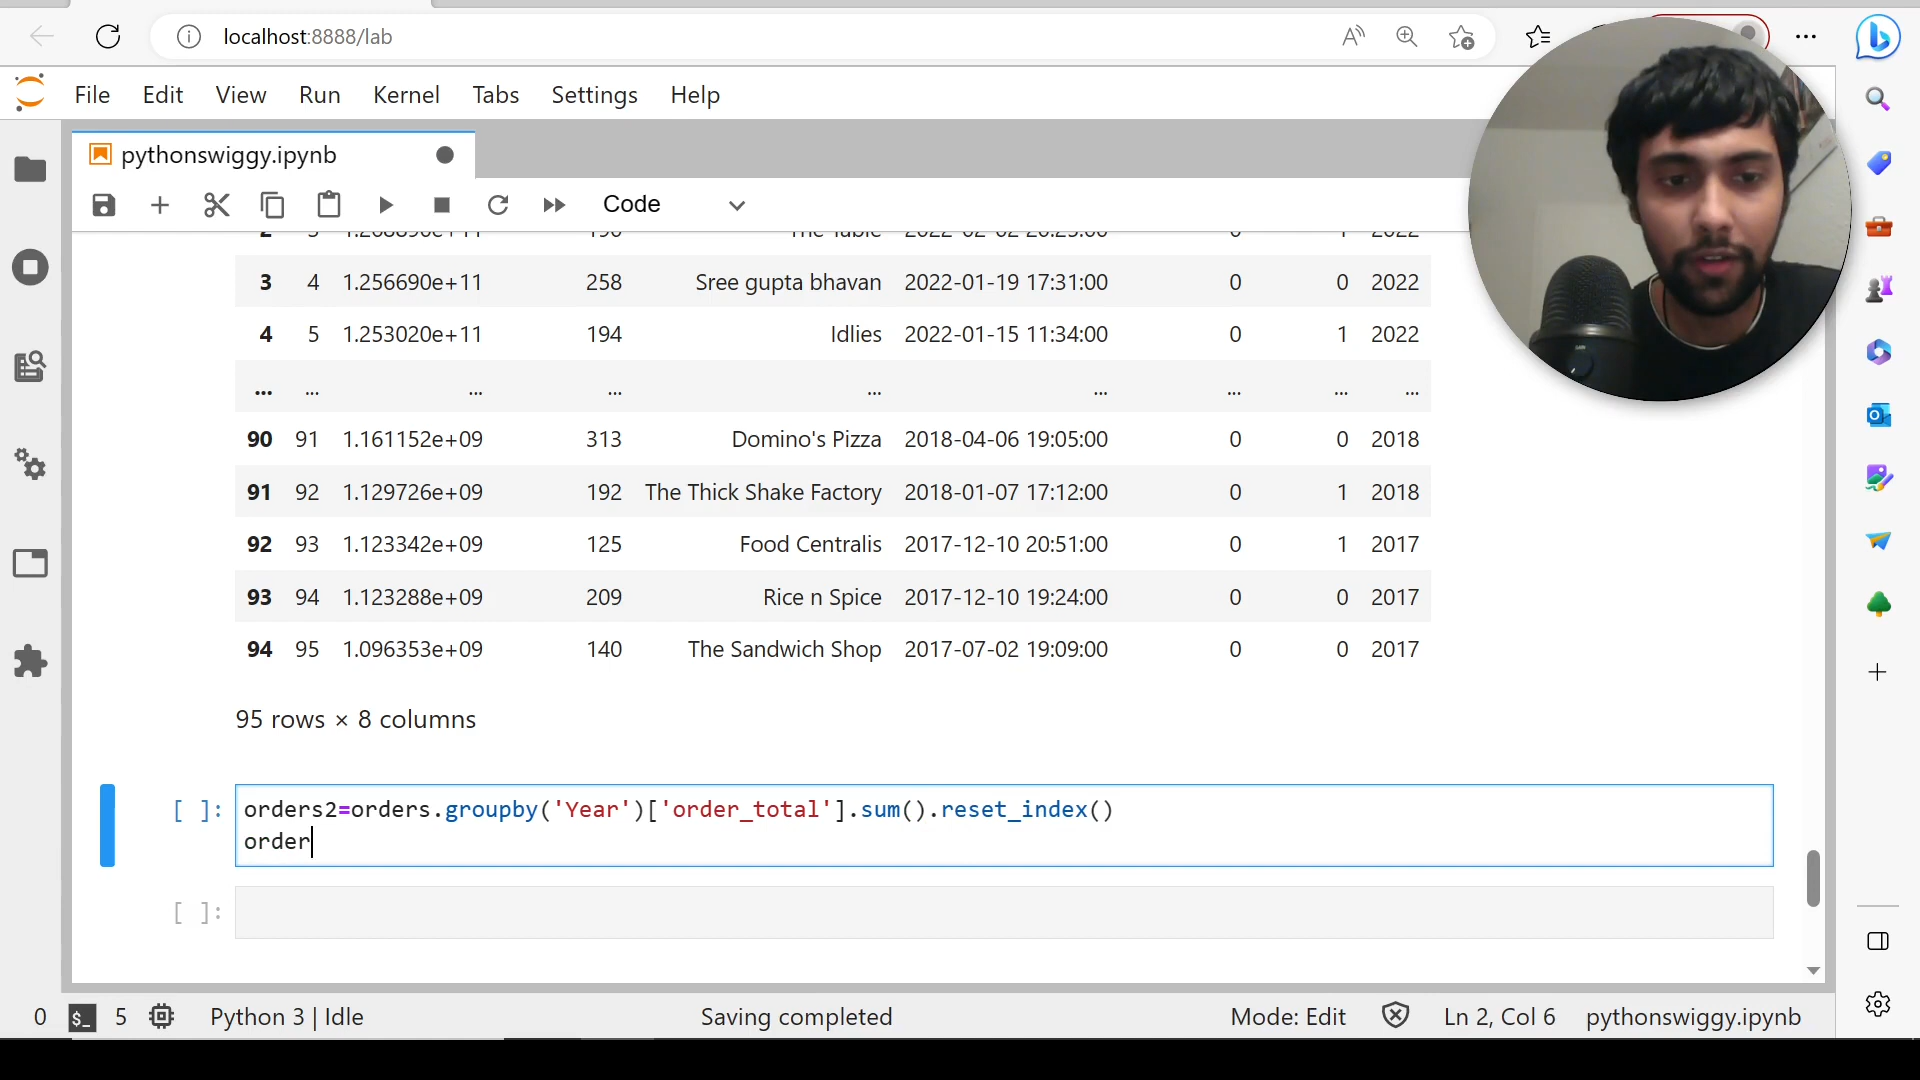 localhost:8888/lab
File Edit View Run Kernel Tabs Settings Help
pythonswiggy.ipynb
Code
3 4 1.256690e+11 258 Sree gupta bhavan 2022-01-19 17:31:00 0 0 2022
4 5 1.253020e+11 194 Idlies 2022-01-15 11:34:00 0 1 2022
... ... ... ... ... ... ... ... ...
90 91 1.161152e+09 313 Domino's Pizza 2018-04-06 19:05:00 0 0 2018
91 92 1.129726e+09 192 The Thick Shake Factory 2018-01-07 17:12:00 0 1 2018
92 93 1.123342e+09 125 Food Centralis 2017-12-10 20:51:00 0 1 2017
93 94 1.123288e+09 209 Rice n Spice 2017-12-10 19:24:00 0 0 2017
94 95 1.096353e+09 140 The Sandwich Shop 2017-07-02 19:09:00 0 0 2017
95 rows × 8 columns
[ ]: orders2=orders.groupby('Year')['order_total'].sum().reset_index()
order
[ ]:
0 $_ 5 Python 3 | Idle Saving completed Mode: Edit Ln 2, Col 6 pythonswiggy.ipynb